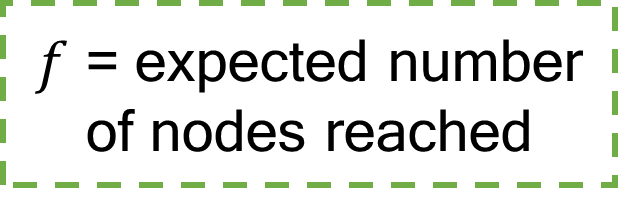 f = expected number
of nodes reached